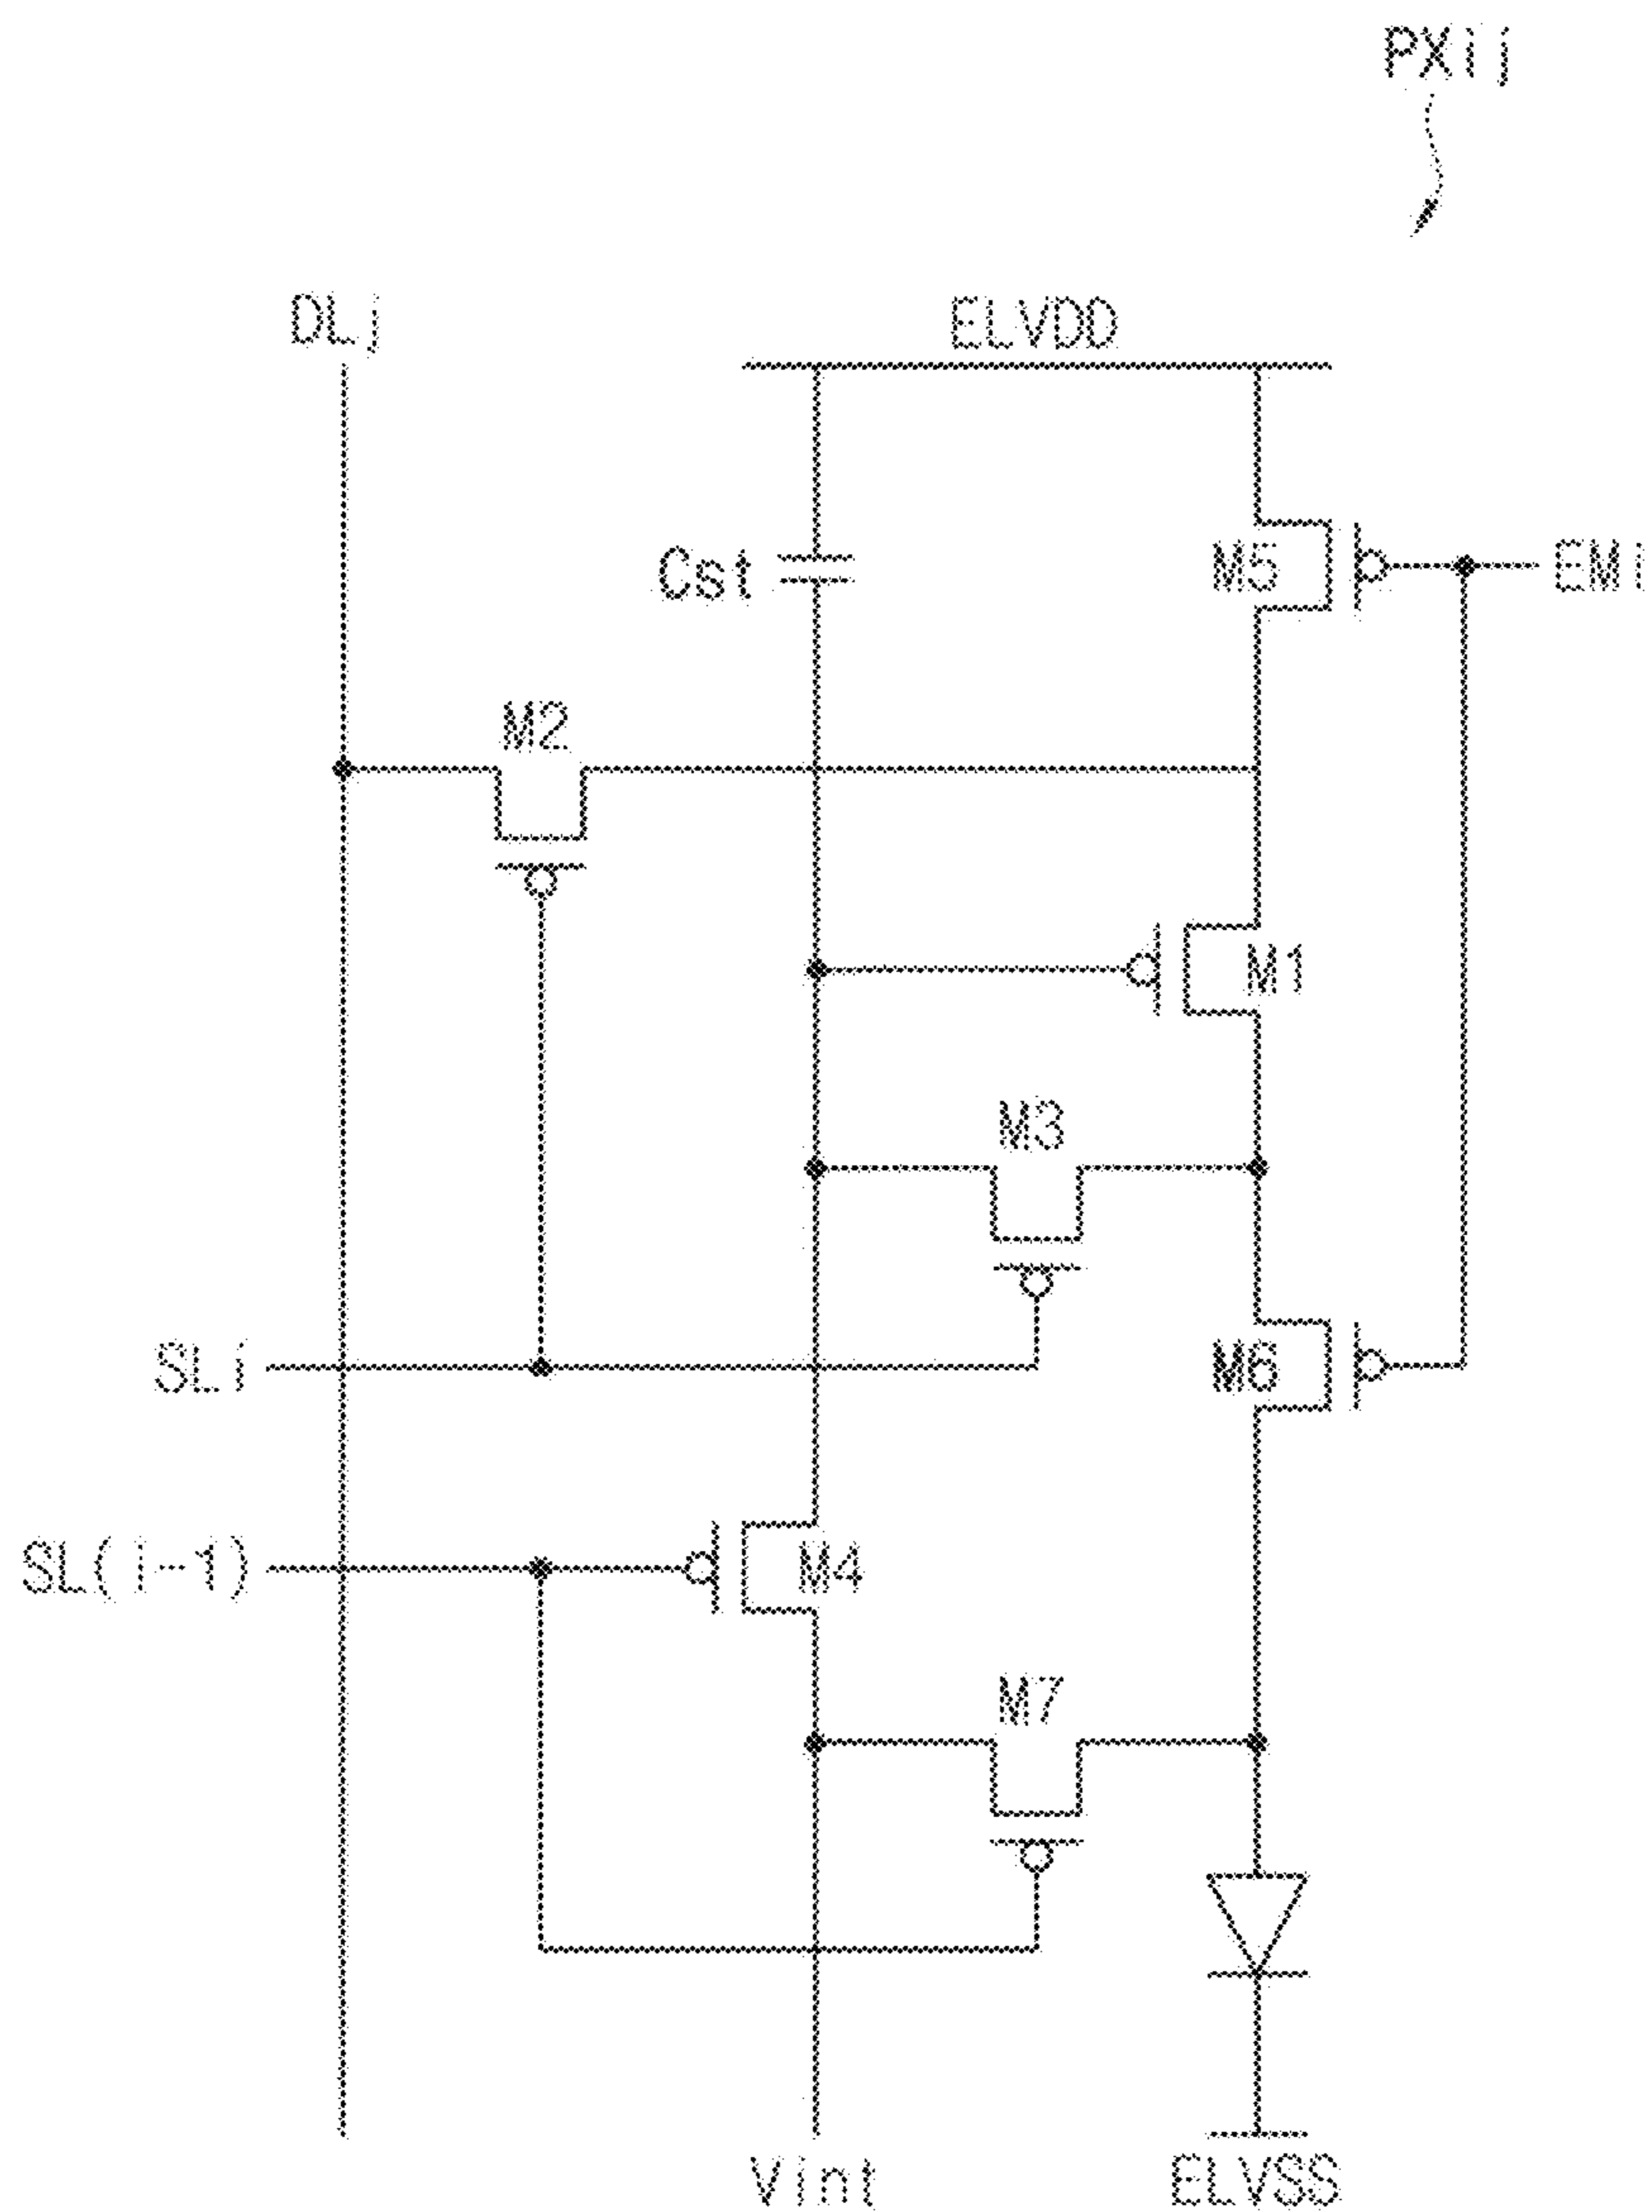 PXij
DLj
ELVDD
Cst
M5
EMi
M2
M1
M3
SLi
M6
SL(i-1)
M4
M7
Vint
ELVSS